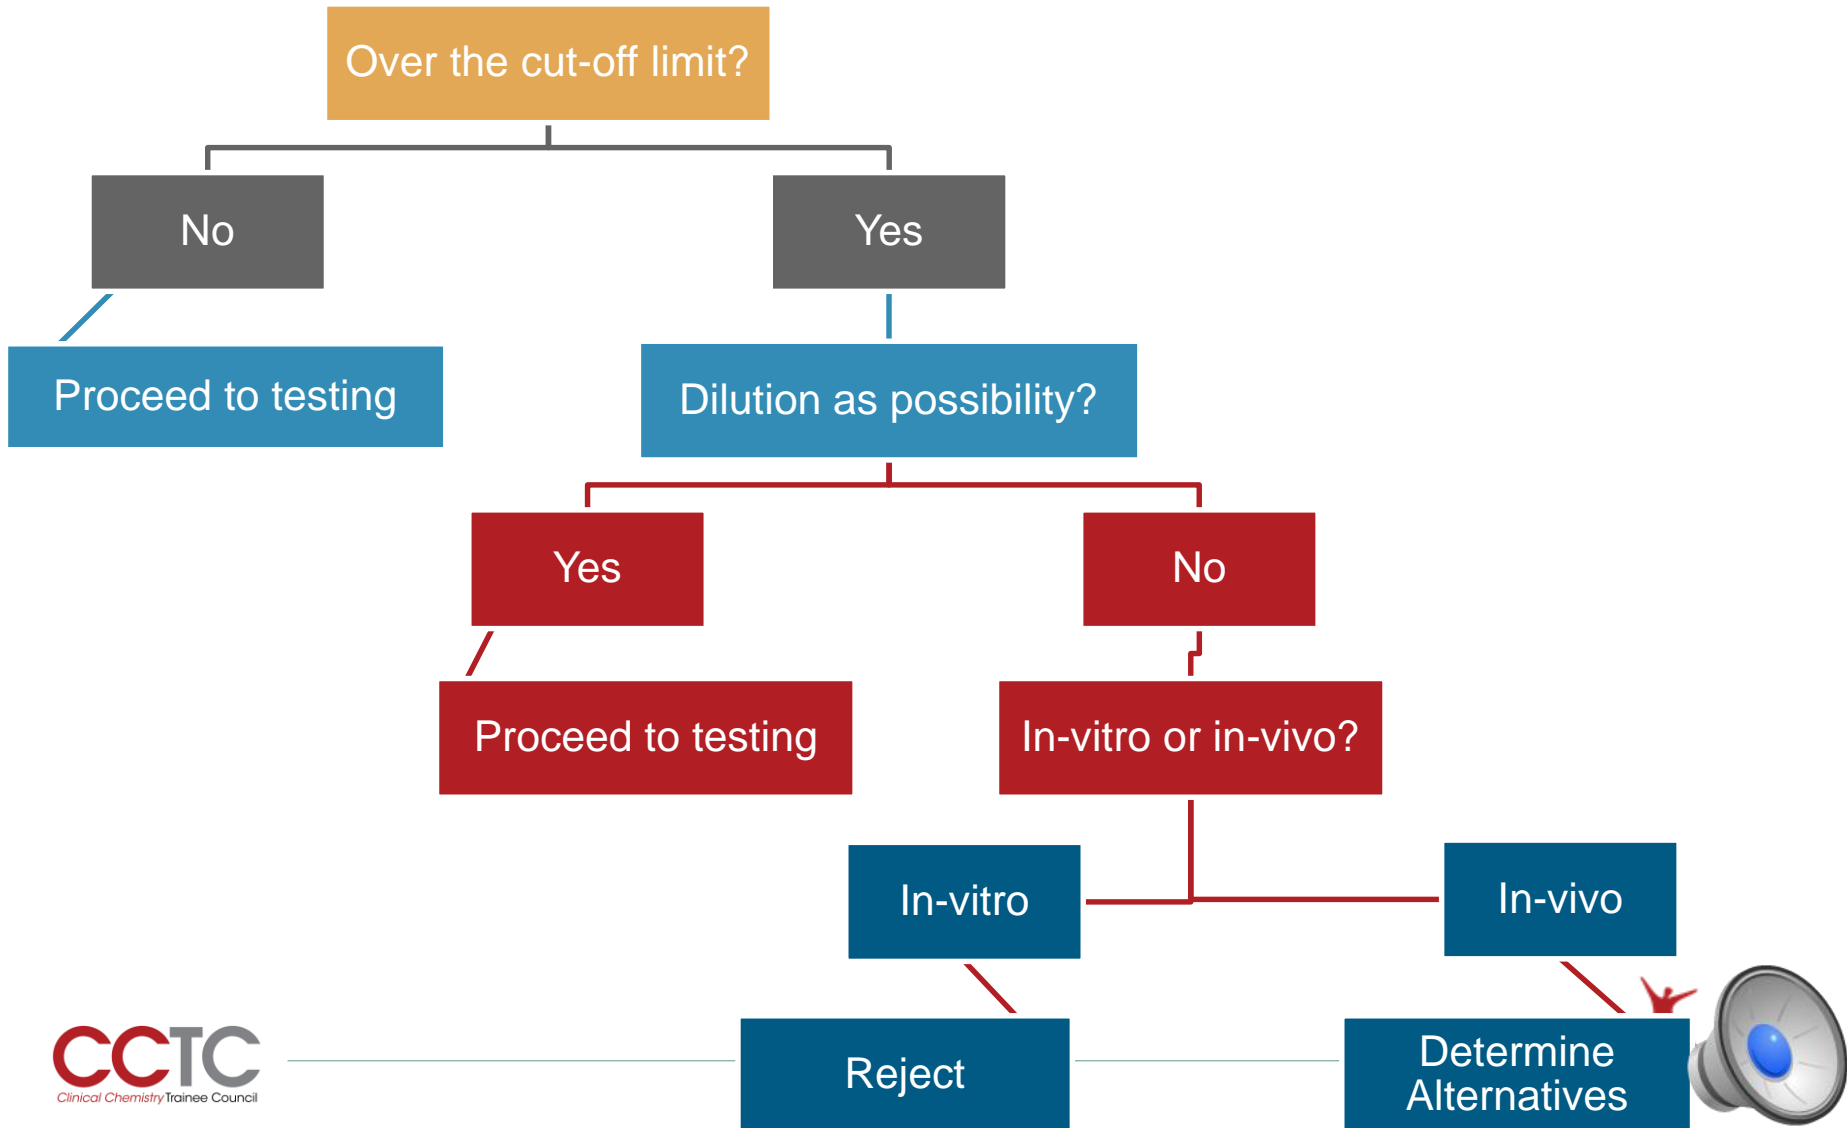 Over the cut-off limit?
No
Yes
Proceed to testing
Dilution as possibility?
Yes
No
Proceed to testing
In-vitro or in-vivo?
In-vitro
In-vivo
Reject
Determine
Alternatives
CCTC
Clinical Chemistry Trainee Council